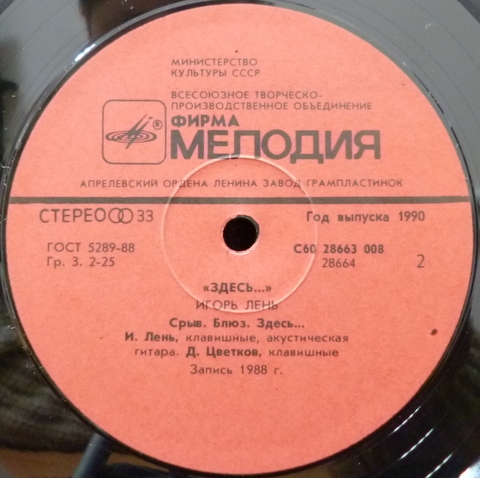 МИНИСТЕРСТВО
КУЛЬТУРЫ СССР
ВСЕСОЮЗНОЕ ТВОРЧЕСКО-
ПРОИЗВОДСТВЕННОЕ ОБЪЕДИНЕНИЕ
ФИРМА
® МЕЛОДИЯ
АПРЕЛЕВСКИЙ ОРДЕНА ЛЕНИНА ЗАВОД ГРАМПЛАСТИНОК
СТЕРЕО 33 Год выпуска 1990
ГОСТ 5289-88 С60 28663 008
Гр. 3. 2-25 28664 2
«ЗДЕСЬ...»
ИГОРЬ ЛЕНЬ
Срыв. Блюз. Здесь...
И. Лень, клавишные, акустическая
гитара. Д. Цветков, клавишные
Запись 1988 г.